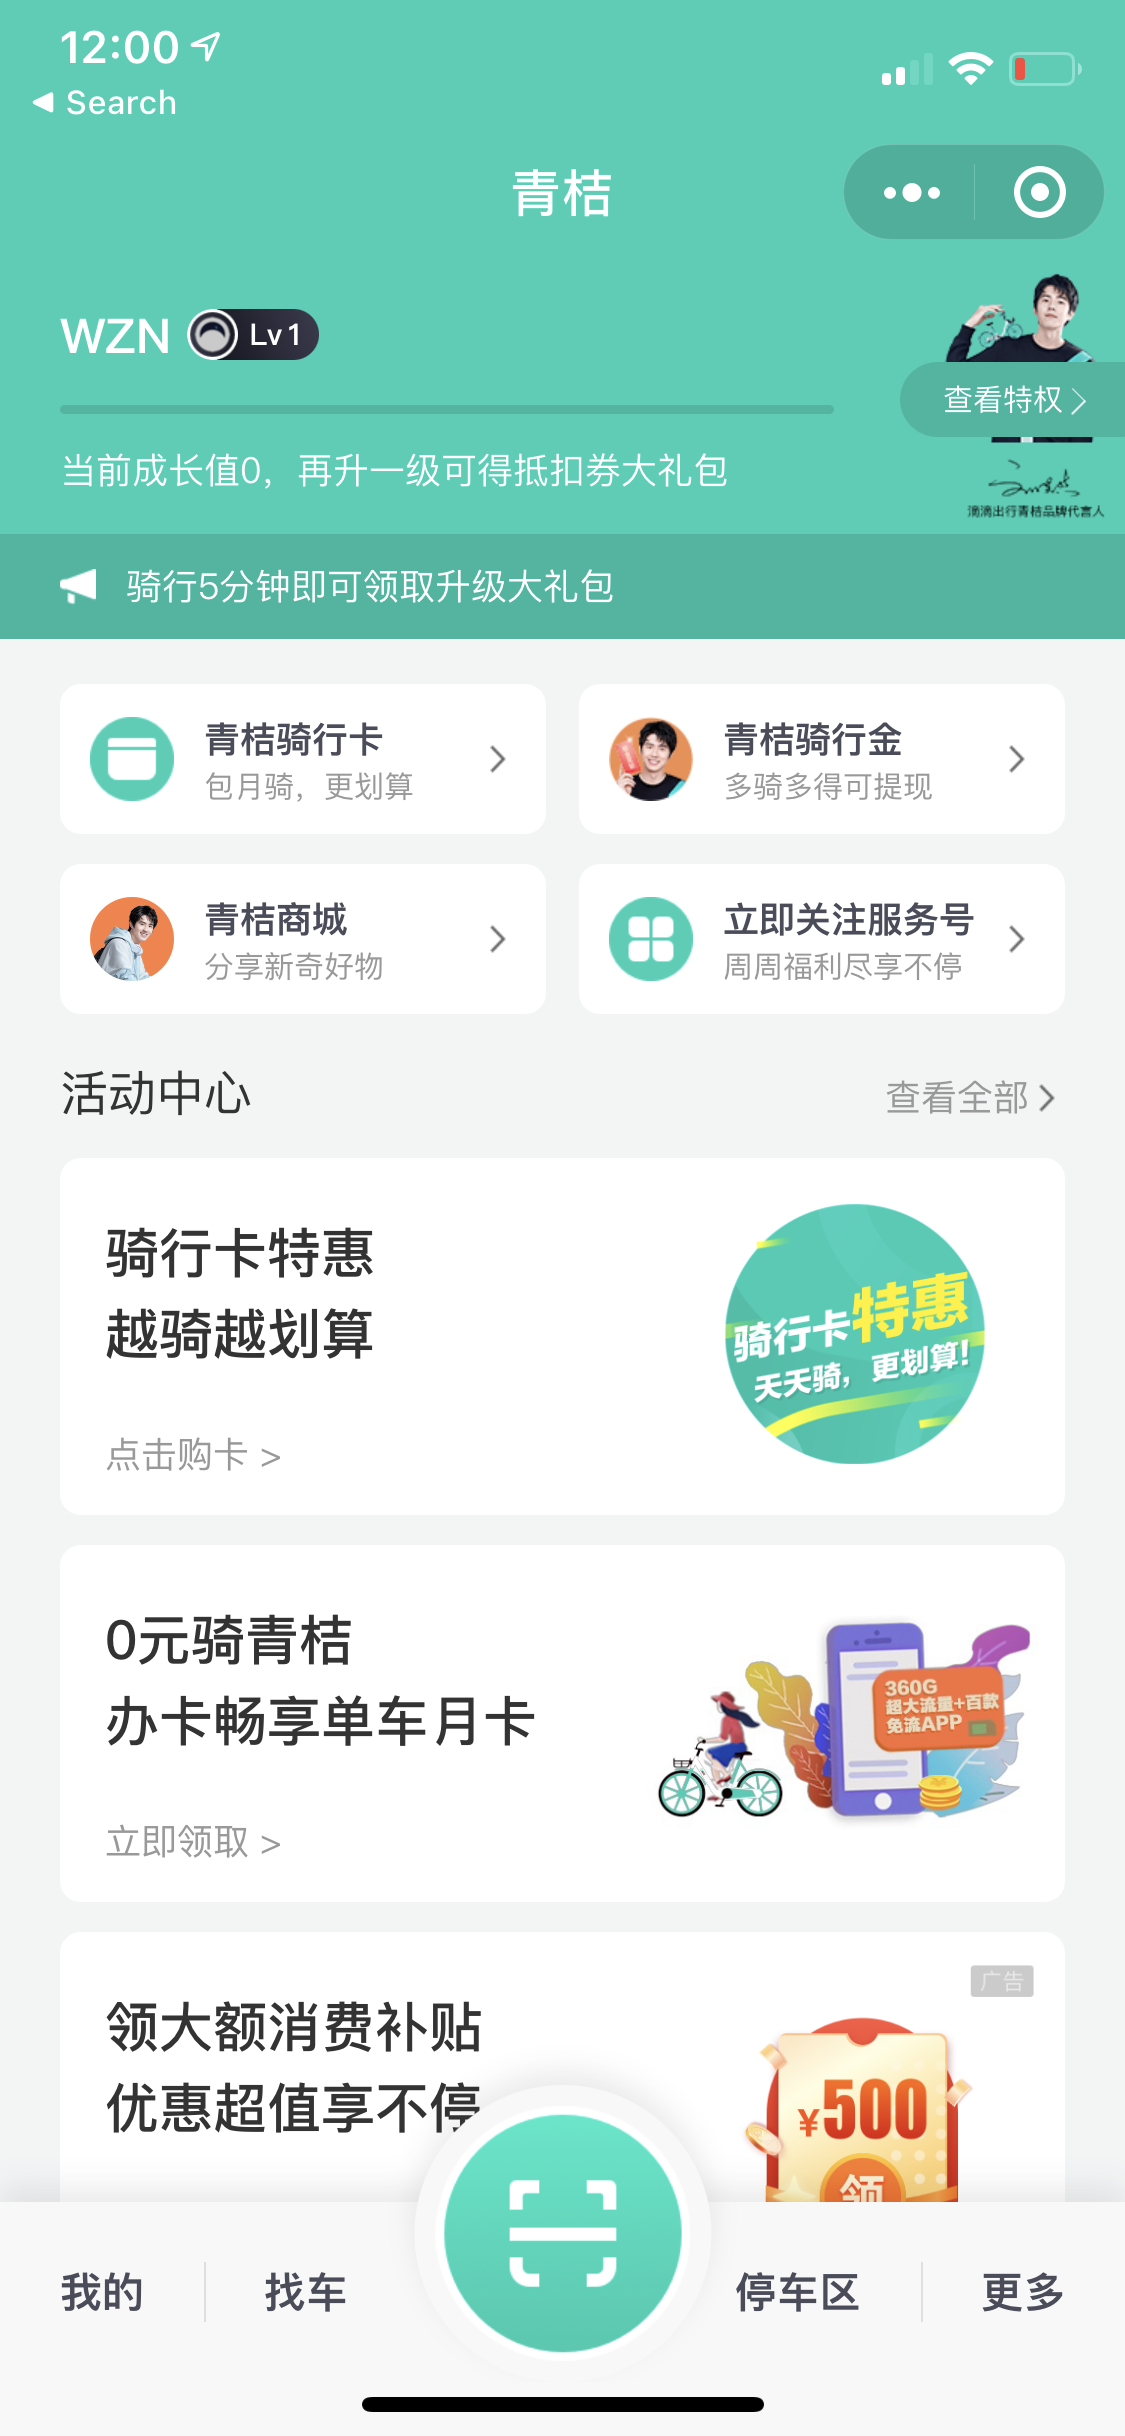 12:00
Search
青桔
WZN Lv1
查看特权
当前成长值0，再升一级可得抵扣券大礼包
滴滴出行青桔品牌代言人
骑行5分钟即可领取升级大礼包
青桔骑行卡
包月骑，更划算
青桔骑行金
多骑多得可提现
青桔商城
分享新奇好物
立即关注服务号
周周福利尽享不停
活动中心
查看全部
骑行卡特惠
越骑越划算
点击购卡 >
骑行卡特惠
天天骑，更划算!
0元骑青桔
办卡畅享单车月卡
立即领取 >
360G
超大流量+百款
免流APP
广告
领大额消费补贴
优惠超值享不停
¥500
领
我的
找车
停车区
更多